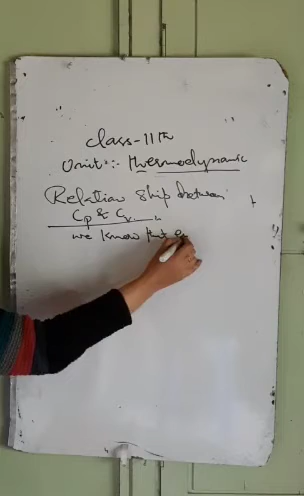 Class-11th
Unit:- Thermodynamic
Relation Ship between
Cp & Cv
we know that